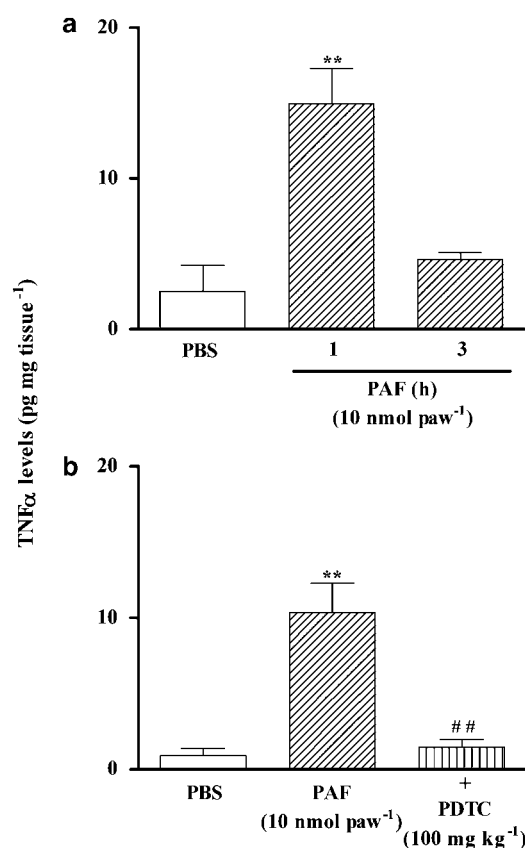 a
20
**
10
0
PBS
1
3
PAF (h)
(10 nmol paw⁻¹)
TNFα levels (pg mg tissue⁻¹)
b
20
**
10
##
0
PBS
PAF
(10 nmol paw⁻¹)
+
PDTC
(100 mg kg⁻¹)